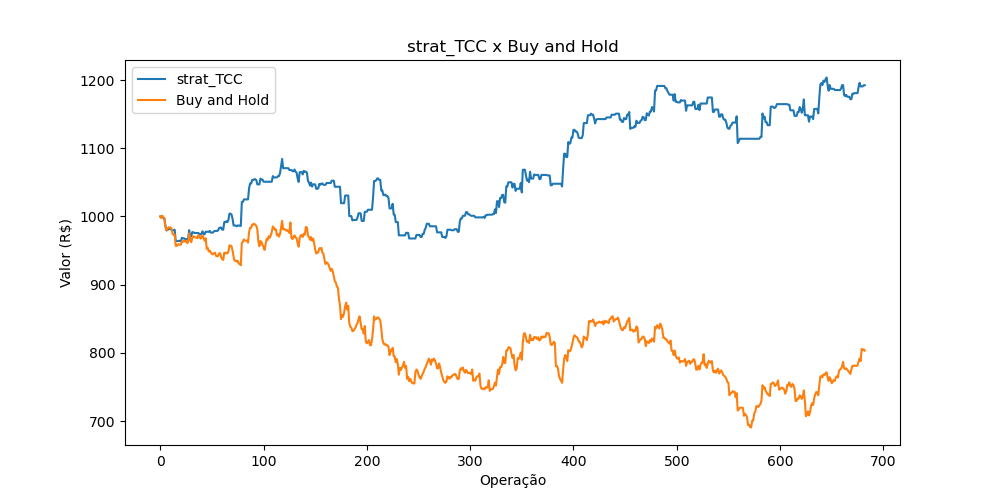 strat_TCC x Buy and Hold
strat_TCC
Buy and Hold
1200
1100
1000
900
800
700
Valor (R$)
0 100 200 300 400 500 600 700
Operação